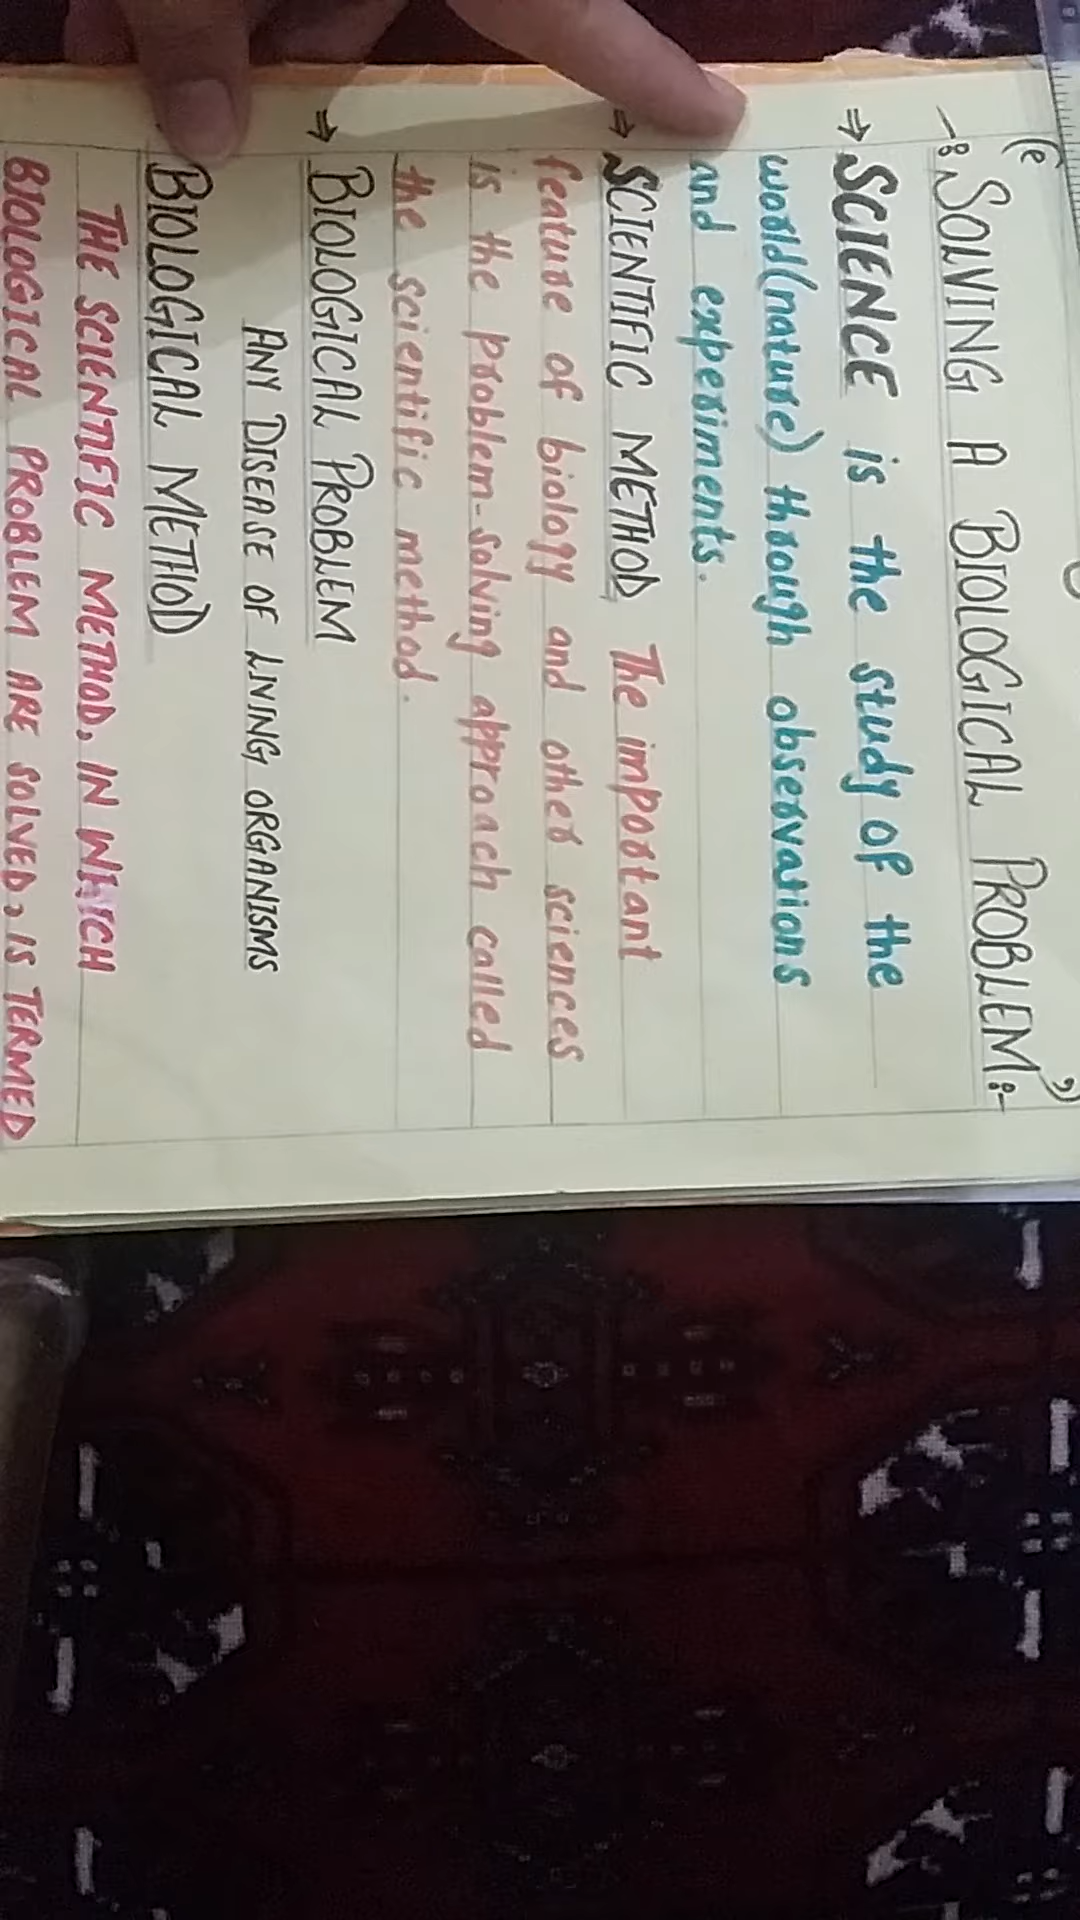 -: SOLVING A BIOLOGICAL PROBLEM:-
⇒ SCIENCE is the study of the
world(nature) though observations
and experiments.
⇒ SCIENTIFIC METHOD The important
feature of biology and other sciences
is the problem-solving approach called
the scientific method.
⇒ BIOLOGICAL PROBLEM
ANY DISEASE OF LIVING ORGANISMS
BIOLOGICAL METHOD
THE SCIENTIFIC METHOD, IN WHICH
BIOLOGICAL PROBLEM ARE SOLVED, IS TERMED